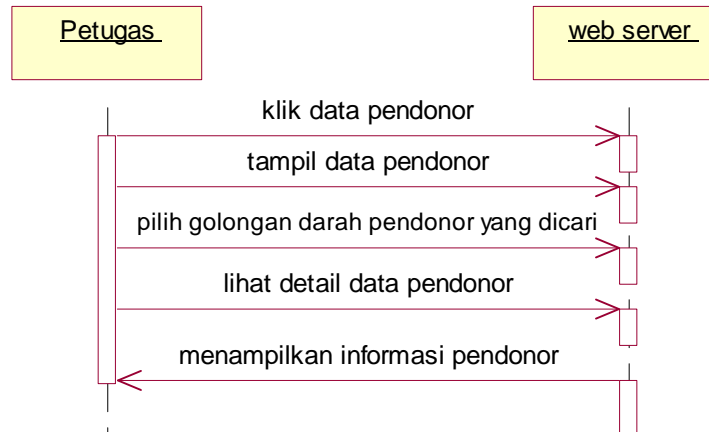 Petugas
web server
klik data pendonor
tampil data pendonor
pilih golongan darah pendonor yang dicari
lihat detail data pendonor
menampilkan informasi pendonor